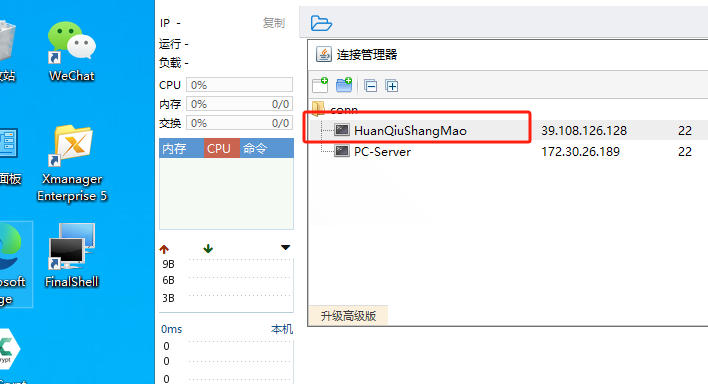 站
WeChat
面板
Xmanager
Enterprise 5
osoft
ge
FinalShell
crypt
IP - 复制
运行 -
负载 -
CPU 0%
内存 0% 0/0
交换 0% 0/0
内存 CPU 命令
9B
6B
3B
0ms 本机
0
0
0
连接管理器
conn
HuanQiuShangMao 39.108.126.128 22
PC-Server 172.30.26.189 22
升级高级版